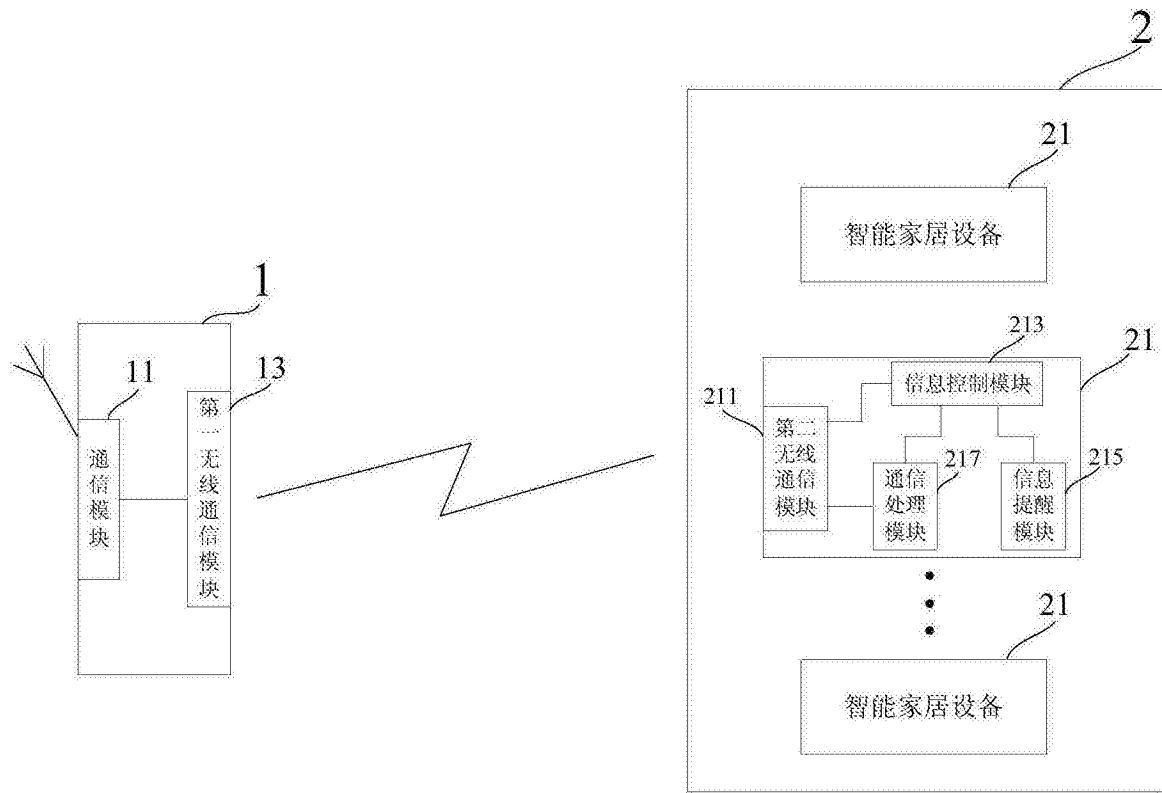 2
21
智能家居设备
1
11
13
通信模块
第一无线通信模块
213
21
信息控制模块
211
第二
无线
通信
模块
217
通信
处理
模块
215
信息
提醒
模块
21
智能家居设备